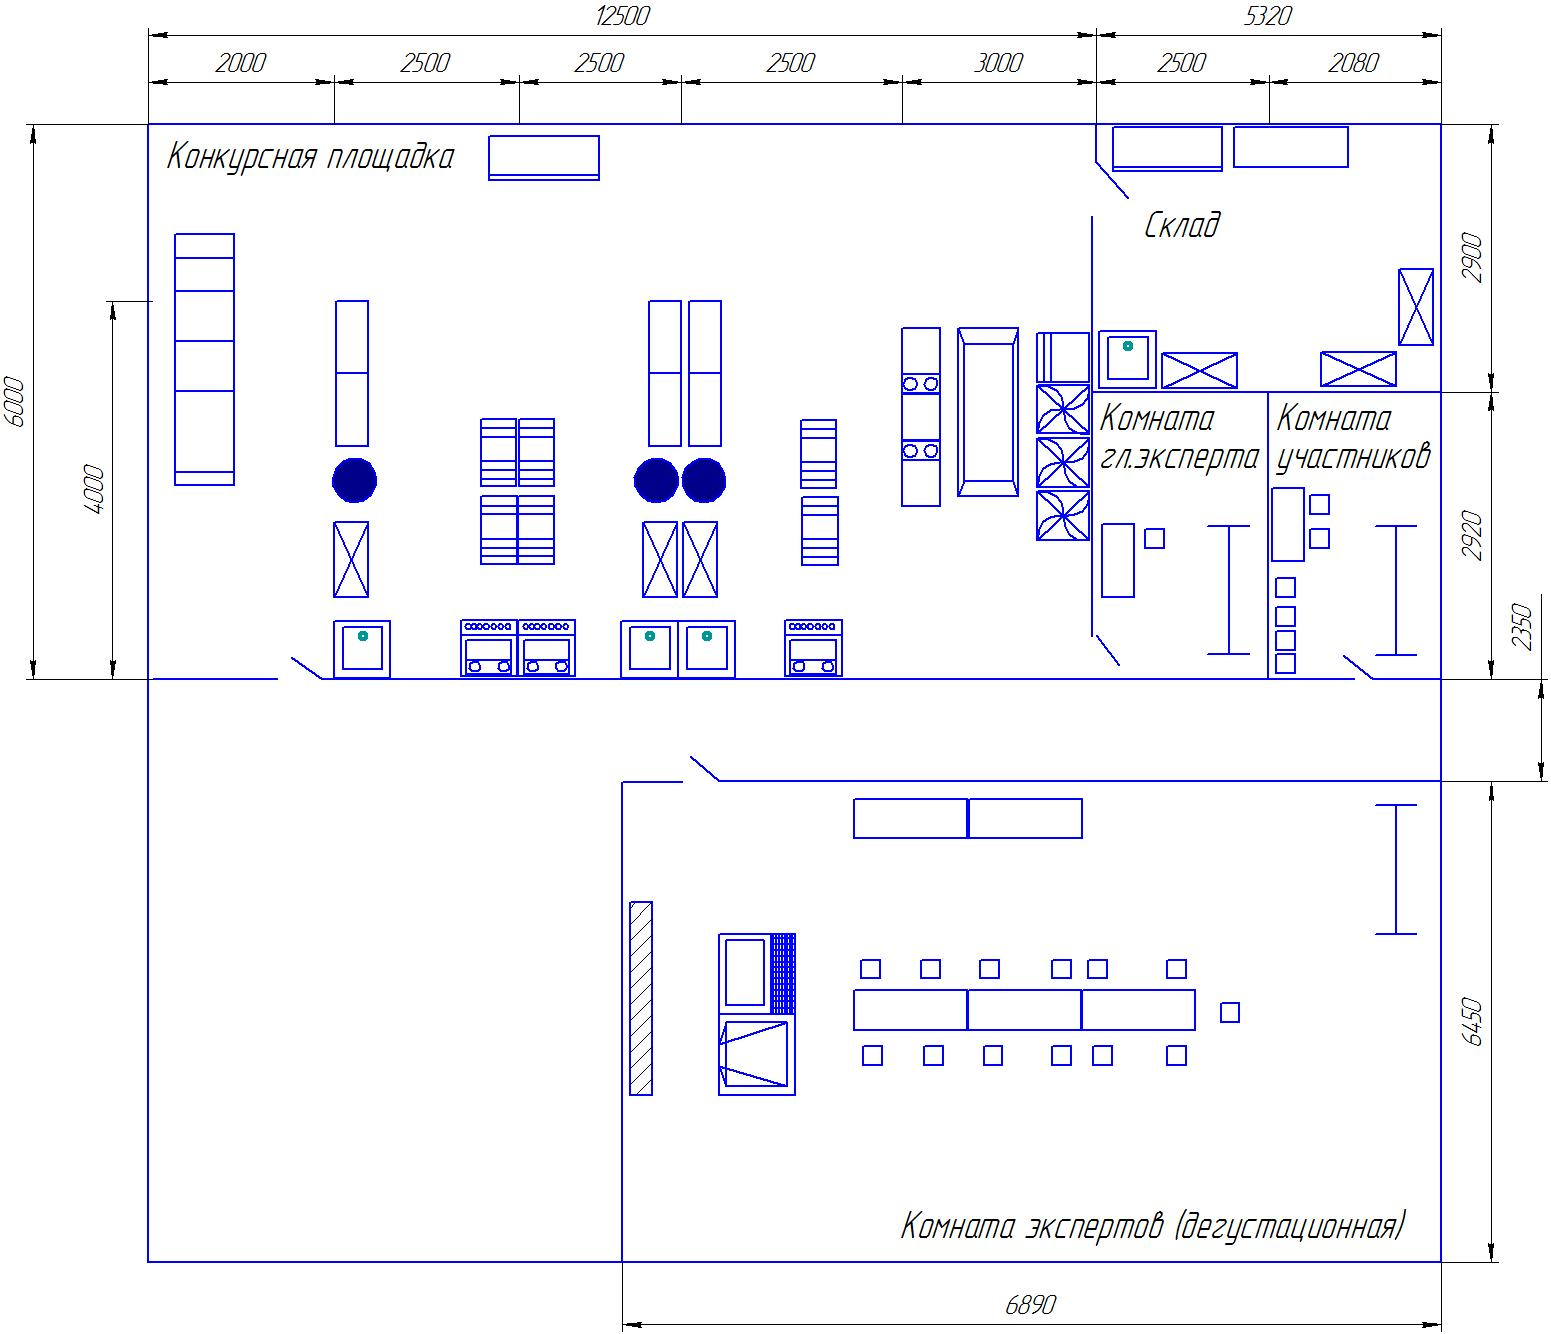 12500
5320
2000
2500
2500
2500
3000
2500
2080
Конкурсная площадка
Склад
2900
6000
4000
Комната
гл.эксперта
Комната
участников
2920
2350
6450
Комната экспертов (дегустационная)
6890